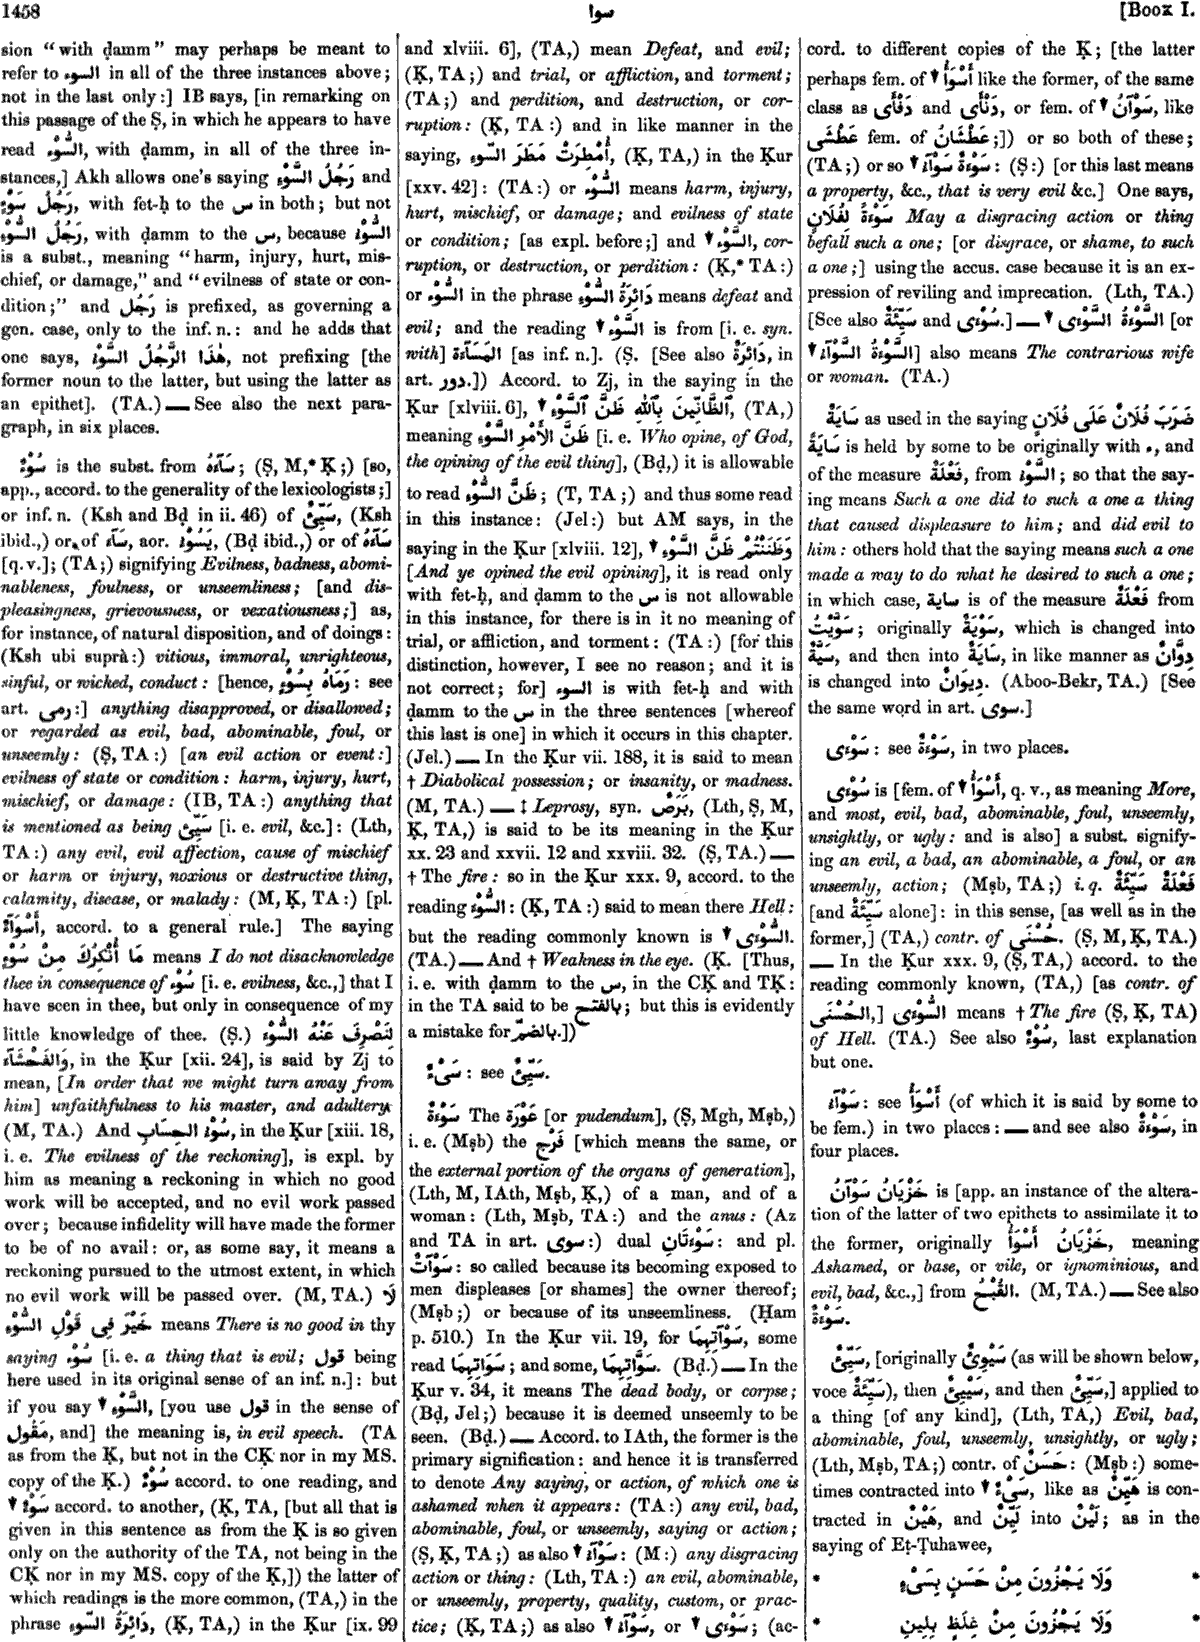 1458
سوا
[BOOK I.
sion “with ḍamm” may perhaps be meant to
refer to السوء in all of the three instances above;
not in the last only:] IB says, [in remarking on
this passage of the Ṣ, in which he appears to have
read السُّوْءِ, with ḍamm, in all of the three in-
stances,] Akh allows one's saying رَجُلُ السَّوْءِ and
رَجُلُ سَوْءٍ, with fet-ḥ to the س in both; but not
رَجُلُ السُّوْءِ, with ḍamm to the س, because السُّوْءُ
is a subst., meaning “harm, injury, hurt, mis-
chief, or damage,” and “evilness of state or con-
dition;” and رَجُل is prefixed, as governing a
gen. case, only to the inf. n.: and he adds that
one says, هٰذَا الرَّجُلُ السَّوْءُ, not prefixing [the
former noun to the latter, but using the latter as
an epithet]. (TA.) — See also the next para-
graph, in six places.
سُوْءٌ is the subst. from سَآءَهُ; (Ṣ, M,* Ḳ;) [so,
app., accord. to the generality of the lexicologists;]
or inf. n. (Ksh and Bḍ in ii. 46) of سَيِّئٌ, (Ksh
ibid.,) or of سَآءَ, aor. يَسُوْءُ, (Bḍ ibid.,) or of سَآءَهُ
[q. v.]; (TA;) signifying Evilness, badness, abomi-
nableness, foulness, or unseemliness; [and dis-
pleasingness, grievousness, or vexatiousness;] as,
for instance, of natural disposition, and of doings:
(Ksh ubi suprà:) vitious, immoral, unrighteous,
sinful, or wicked, conduct: [hence, رَمَاهُ بِسُوْءٍ: see
art. رمى:] anything disapproved, or disallowed;
or regarded as evil, bad, abominable, foul, or
unseemly: (Ṣ, TA:) [an evil action or event:]
evilness of state or condition: harm, injury, hurt,
mischief, or damage: (IB, TA:) anything that
is mentioned as being سَيِّئ [i. e. evil, &c.]: (Lth,
TA:) any evil, evil affection, cause of mischief
or harm or injury, noxious or destructive thing,
calamity, disease, or malady: (M, Ḳ, TA:) [pl.
أَسْوَآءٌ, accord. to a general rule.] The saying
مَا أُنْكِرُكَ مِنْ سُوْءٍ means I do not disacknowledge
thee in consequence of سُوْء [i. e. evilness, &c.,] that I
have seen in thee, but only in consequence of my
little knowledge of thee. (Ṣ.) لِنَصْرِفَ عَنْهُ السُّوْءَ
وَالفَحْشَآءَ, in the Ḳur [xii. 24], is said by Zj to
mean, [In order that we might turn away from
him] unfaithfulness to his master, and adultery.
(M, TA.) And سُوْءُ الحِسَابِ, in the Ḳur [xiii. 18,
i. e. The evilness of the reckoning], is expl. by
him as meaning a reckoning in which no good
work will be accepted, and no evil work passed
over; because infidelity will have made the former
to be of no avail: or, as some say, it means a
reckoning pursued to the utmost extent, in which
no evil work will be passed over. (M, TA.) لَا
خَيْرَ فِى قَوْلِ السُّوْءِ means There is no good in thy
saying سُوْء [i. e. a thing that is evil; قول being
here used in its original sense of an inf. n.]: but
if you say ▾السَّوْءِ, [you use قول in the sense of
مَقُول, and] the meaning is, in evil speech. (TA
as from the Ḳ, but not in the CḲ nor in my MS.
copy of the Ḳ.) سُوْءٌ accord. to one reading, and
▾سَوْءٌ accord. to another, (Ḳ, TA, [but all that is
given in this sentence as from the Ḳ is so given
only on the authority of the TA, not being in the
CḲ nor in my MS. copy of the Ḳ,]) the latter of
which readings is the more common, (TA,) in the
phrase دَائِرَةُ السَّوءِ, (Ḳ, TA,) in the Ḳur [ix. 99
and xlviii. 6], (TA,) mean Defeat, and evil;
(Ḳ, TA;) and trial, or affliction, and torment;
(TA;) and perdition, and destruction, or cor-
ruption: (Ḳ, TA:) and in like manner in the
saying, أُمْطِرَتْ مَطَرَ السَّوءِ, (Ḳ, TA,) in the Ḳur
[xxv. 42]: (TA:) or السُّوْءُ means harm, injury,
hurt, mischief, or damage; and evilness of state
or condition; [as expl. before;] and ▾السَّوْءُ, cor-
ruption, or destruction, or perdition: (Ḳ,* TA:)
or السُّوْءُ in the phrase دَائِرَةُ السُّوْءِ means defeat and
evil; and the reading ▾السَّوْءِ is from [i. e. syn.
with] المَسَآءَة [as inf. n.]. (Ṣ. [See also دَائِرَةٌ, in
art. دور.]) Accord. to Zj, in the saying in the
Ḳur [xlviii. 6], ▾الظَّانِّينَ بِٱللّٰهِ ظَنَّ ٱلسَّوْءِ, (TA,)
meaning ظَنَّ الأَمْرِ السَّوْءِ [i. e. Who opine, of God,
the opining of the evil thing], (Bḍ,) it is allowable
to read ظَنَّ السُّوْءِ; (T, TA;) and thus some read
in this instance: (Jel:) but AM says, in the
saying in the Ḳur [xlviii. 12], ▾وَظَنَنْتُمْ ظَنَّ السَّوْءِ
[And ye opined the evil opining], it is read only
with fet-ḥ, and ḍamm to the س is not allowable
in this instance, for there is in it no meaning of
trial, or affliction, and torment: (TA:) [for this
distinction, however, I see no reason; and it is
not correct; for] السوء is with fet-ḥ and with
ḍamm to the س in the three sentences [whereof
this last is one] in which it occurs in this chapter.
(Jel.) — In the Ḳur vii. 188, it is said to mean
† Diabolical possession; or insanity, or madness.
(M, TA.) — ‡ Leprosy, syn. بَرَصٌ, (Lth, Ṣ, M,
Ḳ, TA,) is said to be its meaning in the Ḳur
xx. 23 and xxvii. 12 and xxviii. 32. (Ṣ, TA.) —
† The fire: so in the Ḳur xxx. 9, accord. to the
reading السُّوْءَ: (Ḳ, TA:) said to mean there Hell:
but the reading commonly known is ▾السُّوْءَى.
(TA.) — And † Weakness in the eye. (Ḳ. [Thus,
i. e. with ḍamm to the س, in the CḲ and TḲ:
in the TA said to be بالفتح; but this is evidently
a mistake for بالضمّ.])
سَىْءٌ: see سَيِّئٌ.
سَوْءَةٌ The عَوْرَة [or pudendum], (Ṣ, Mgh, Mṣb,)
i. e. (Mṣb) the فَرْج [which means the same, or
the external portion of the organs of generation],
(Lth, M, IAth, Mṣb, Ḳ,) of a man, and of a
woman: (Lth, Mṣb, TA:) and the anus: (Az
and TA in art. سوى:) dual سَوْءَتَانِ: and pl.
سَوْآتٌ: so called because its becoming exposed to
men displeases [or shames] the owner thereof;
(Mṣb;) or because of its unseemliness. (Ḥam
p. 510.) In the Ḳur vii. 19, for سَوْآتِهِمَا, some
read سَوَاتِهِمَا; and some, سَوَّاتِهِمَا. (Bḍ.) — In the
Ḳur v. 34, it means The dead body, or corpse;
(Bḍ, Jel;) because it is deemed unseemly to be
seen. (Bḍ.) — Accord. to IAth, the former is the
primary signification: and hence it is transferred
to denote Any saying, or action, of which one is
ashamed when it appears: (TA:) any evil, bad,
abominable, foul, or unseemly, saying or action;
(Ṣ, Ḳ, TA;) as also ▾سَوْآءُ: (M:) any disgracing
action or thing: (Lth, TA:) an evil, abominable,
or unseemly, property, quality, custom, or prac-
tice; (Ḳ, TA;) as also ▾سَوْآءُ, or ▾سَوْءَى; (ac-
cord. to different copies of the Ḳ; [the latter
perhaps fem. of ▾أَسْوَأُ like the former, of the same
class as دَنْأَى and دَفْأَى, or fem. of ▾سَوْآنُ, like
عَطْشَى fem. of عَطْشَانُ;]) or so both of these;
(TA;) or so ▾سَوْءَةٌ سَوْآءُ: (Ṣ:) [or this last means
a property, &c., that is very evil &c.] One says,
سَوْءَةً لِفُلَانٍ May a disgracing action or thing
befall such a one; [or disgrace, or shame, to such
a one;] using the accus. case because it is an ex-
pression of reviling and imprecation. (Lth, TA.)
[See also سَيِّئَةٌ and سُوْءَى.] — ▾السَّوْءَةُ السَّوْءَى [or
▾السَّوْءَةُ السَّوْآءُ] also means The contrarious wife
or woman. (TA.)
سَايَةٌ as used in the saying ضَرَبَ فُلَانٌ عَلَى فُلَانٍ
سَايَةً is held by some to be originally with ء, and
of the measure فَعْلَةٌ, from السَّوْءُ; so that the say-
ing means Such a one did to such a one a thing
that caused displeasure to him; and did evil to
him: others hold that the saying means such a one
made a way to do what he desired to such a one;
in which case, ساية is of the measure فَعْلَةٌ from
سَوَّيْتُ; originally سَوْيَةٌ, which is changed into
سَيَّةٌ, and then into سَايَةٌ, in like manner as دِوَّانٌ
is changed into دِيوَانٌ. (Aboo-Bekr, TA.) [See
the same word in art. سوى.]
سَوْءَى: see سَوْءَةٌ, in two places.
سُوْءَى is [fem. of ▾أَسْوَأُ, q. v., as meaning More,
and most, evil, bad, abominable, foul, unseemly,
unsightly, or ugly: and is also] a subst. signify-
ing an evil, a bad, an abominable, a foul, or an
unseemly, action; (Mṣb, TA;) i. q. فَعْلَةٌ سَيِّئَةٌ
[and سَيِّئَةٌ alone]: in this sense, [as well as in the
former,] (TA,) contr. of حُسْنَى. (Ṣ, M, Ḳ, TA.)
— In the Ḳur xxx. 9, (Ṣ, TA,) accord. to the
reading commonly known, (TA,) [as contr. of
الحُسْنَى,] السُّوْءَى means † The fire (Ṣ, Ḳ, TA)
of Hell. (TA.) See also سُوْءٌ, last explanation
but one.
سَوْآءُ: see أَسْوَأُ (of which it is said by some to
be fem.) in two places: — and see also سَوْءَةٌ, in
four places.
خَزْيَانُ سَوْآنُ is [app. an instance of the altera-
tion of the latter of two epithets to assimilate it to
the former, originally خَزْيَانُ أَسْوَأُ, meaning
Ashamed, or base, or vile, or ignominious, and
evil, bad, &c.,] from القُبْحُ. (M, TA.) — See also
سَوْءَةٌ.
سَيِّئٌ, [originally سَيْوِئٌ (as will be shown below,
voce سَيِّئَةٌ), then سَيْيِئٌ, and then سَيِّئٌ,] applied to
a thing [of any kind], (Lth, TA,) Evil, bad,
abominable, foul, unseemly, unsightly, or ugly;
(Lth, Mṣb, TA;) contr. of حَسَنٌ: (Mṣb:) some-
times contracted into ▾سَىْءٌ, like as هَيِّنٌ is con-
tracted in هَيْنٌ, and لَيِّنٌ into لَيْنٌ; as in the
saying of Eṭ-Ṭuhawee,
* وَلَا يَجْزُونَ مِنْ حَسَنٍ بِسَىْءٍ *
* وَلَا يَجْزُونَ مِنْ غِلَظٍ بِلِينِ *